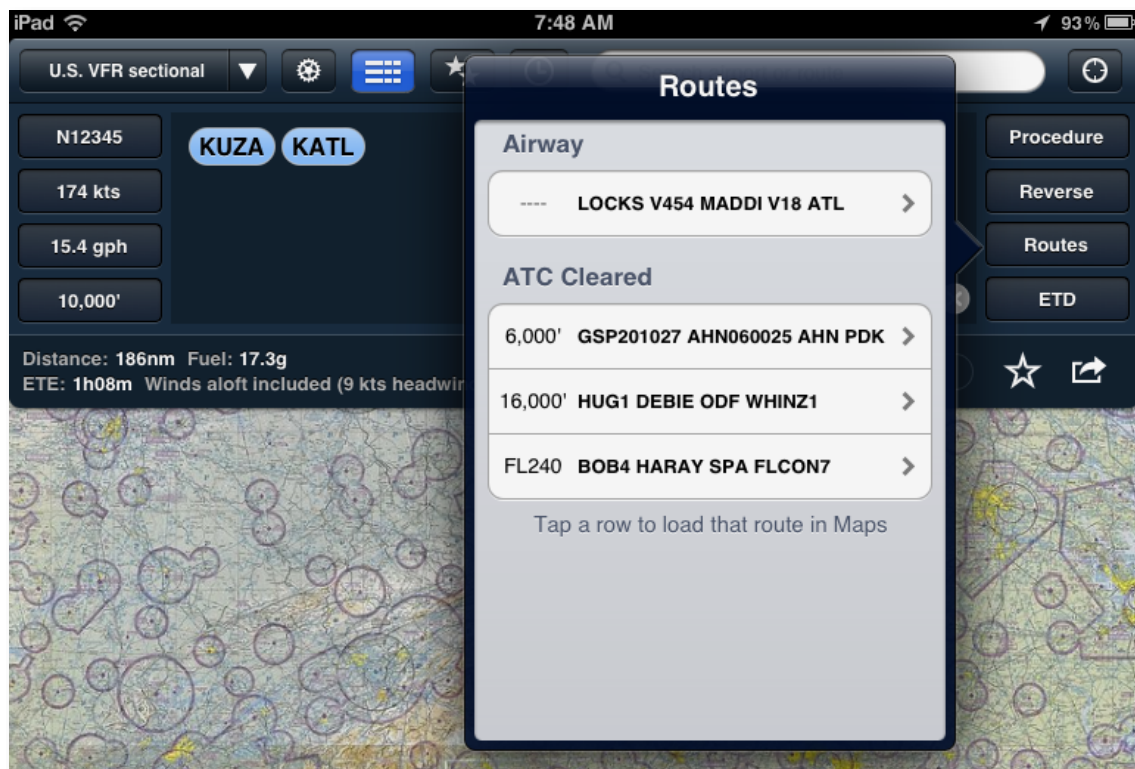 iPad 7:48 AM 93%
U.S. VFR sectional
N12345
174 kts
15.4 gph
10,000'
KUZA KATL
Distance: 186nm Fuel: 17.3g
ETE: 1h08m Winds aloft included (9 kts headwin
Routes
Airway
---- LOCKS V454 MADDI V18 ATL
ATC Cleared
6,000' GSP201027 AHN060025 AHN PDK
16,000' HUG1 DEBIE ODF WHINZ1
FL240 BOB4 HARAY SPA FLCON7
Tap a row to load that route in Maps
Procedure
Reverse
Routes
ETD